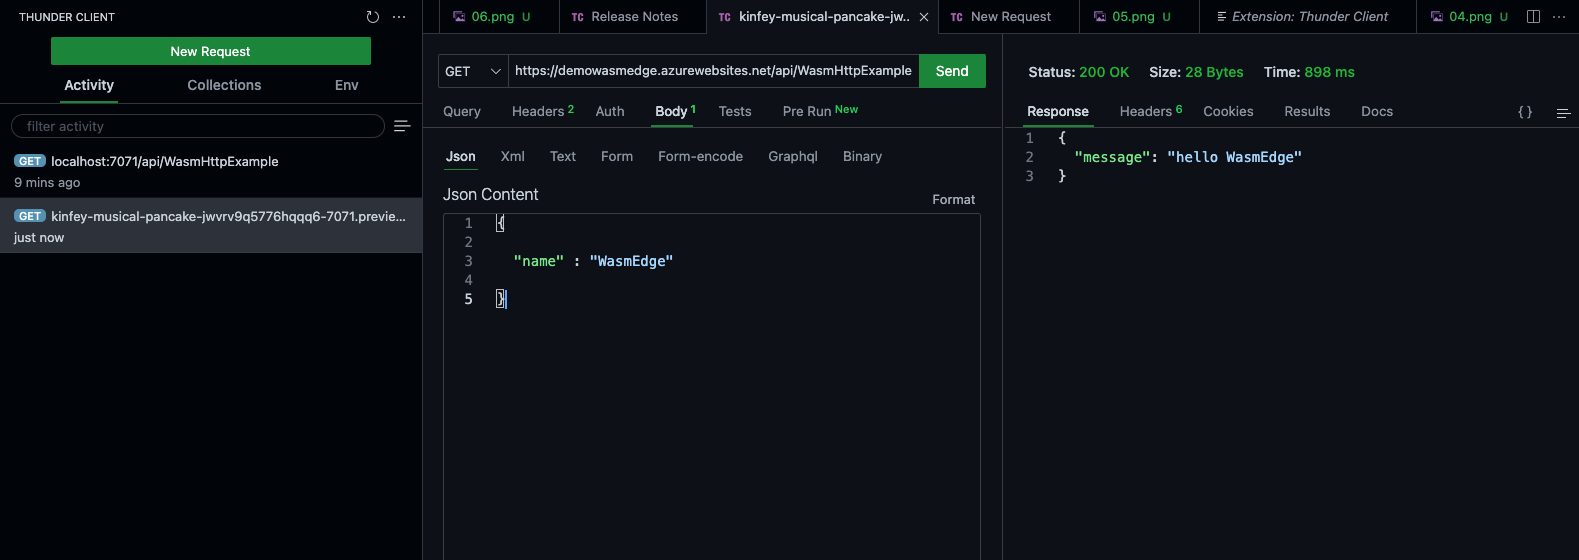 THUNDER CLIENT
New Request
Activity Collections Env
filter activity
GET localhost:7071/api/WasmHttpExample
9 mins ago
GET kinfey-musical-pancake-jwvrv9q5776hqqq6-7071.previe...
just now
06.png U TC Release Notes TC kinfey-musical-pancake-jw.. TC New Request 05.png U Extension: Thunder Client 04.png U
GET https://demowasmedge.azurewebsites.net/api/WasmHttpExample Send
Query Headers 2 Auth Body 1 Tests Pre Run New
Json Xml Text Form Form-encode Graphql Binary
Json Content
Format
1 {
2
3 "name" : "WasmEdge"
4
5 }
Status: 200 OK Size: 28 Bytes Time: 898 ms
Response Headers 6 Cookies Results Docs {}
1 {
2 "message": "hello WasmEdge"
3 }